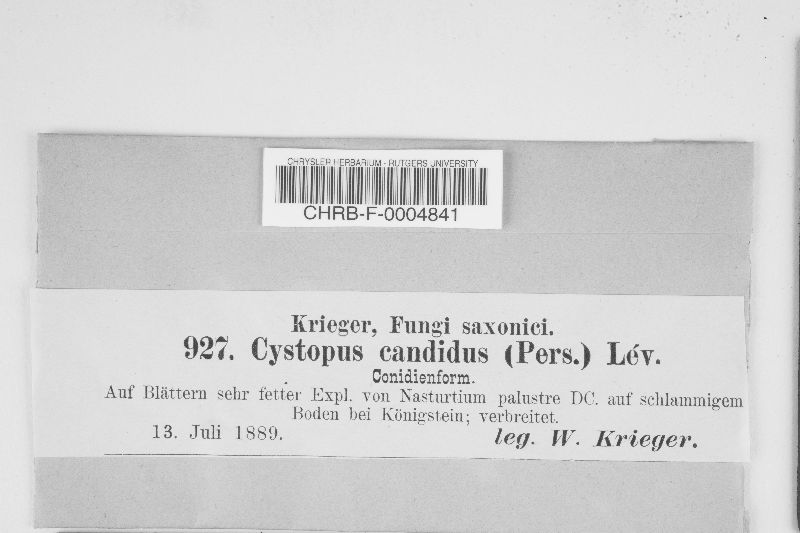 CHRYSLER HERBARIUM - RUTGERS UNIVERSITY
CHRB-F-0004841
Krieger, Fungi saxonici.
927. Cystopus candidus (Pers.) Lév.
Conidienform.
Auf Blättern sehr fetter Expl. von Nasturtium palustre DC. auf schlammigem
Boden bei Königstein; verbreitet.
13. Juli 1889.
leg. W. Krieger.